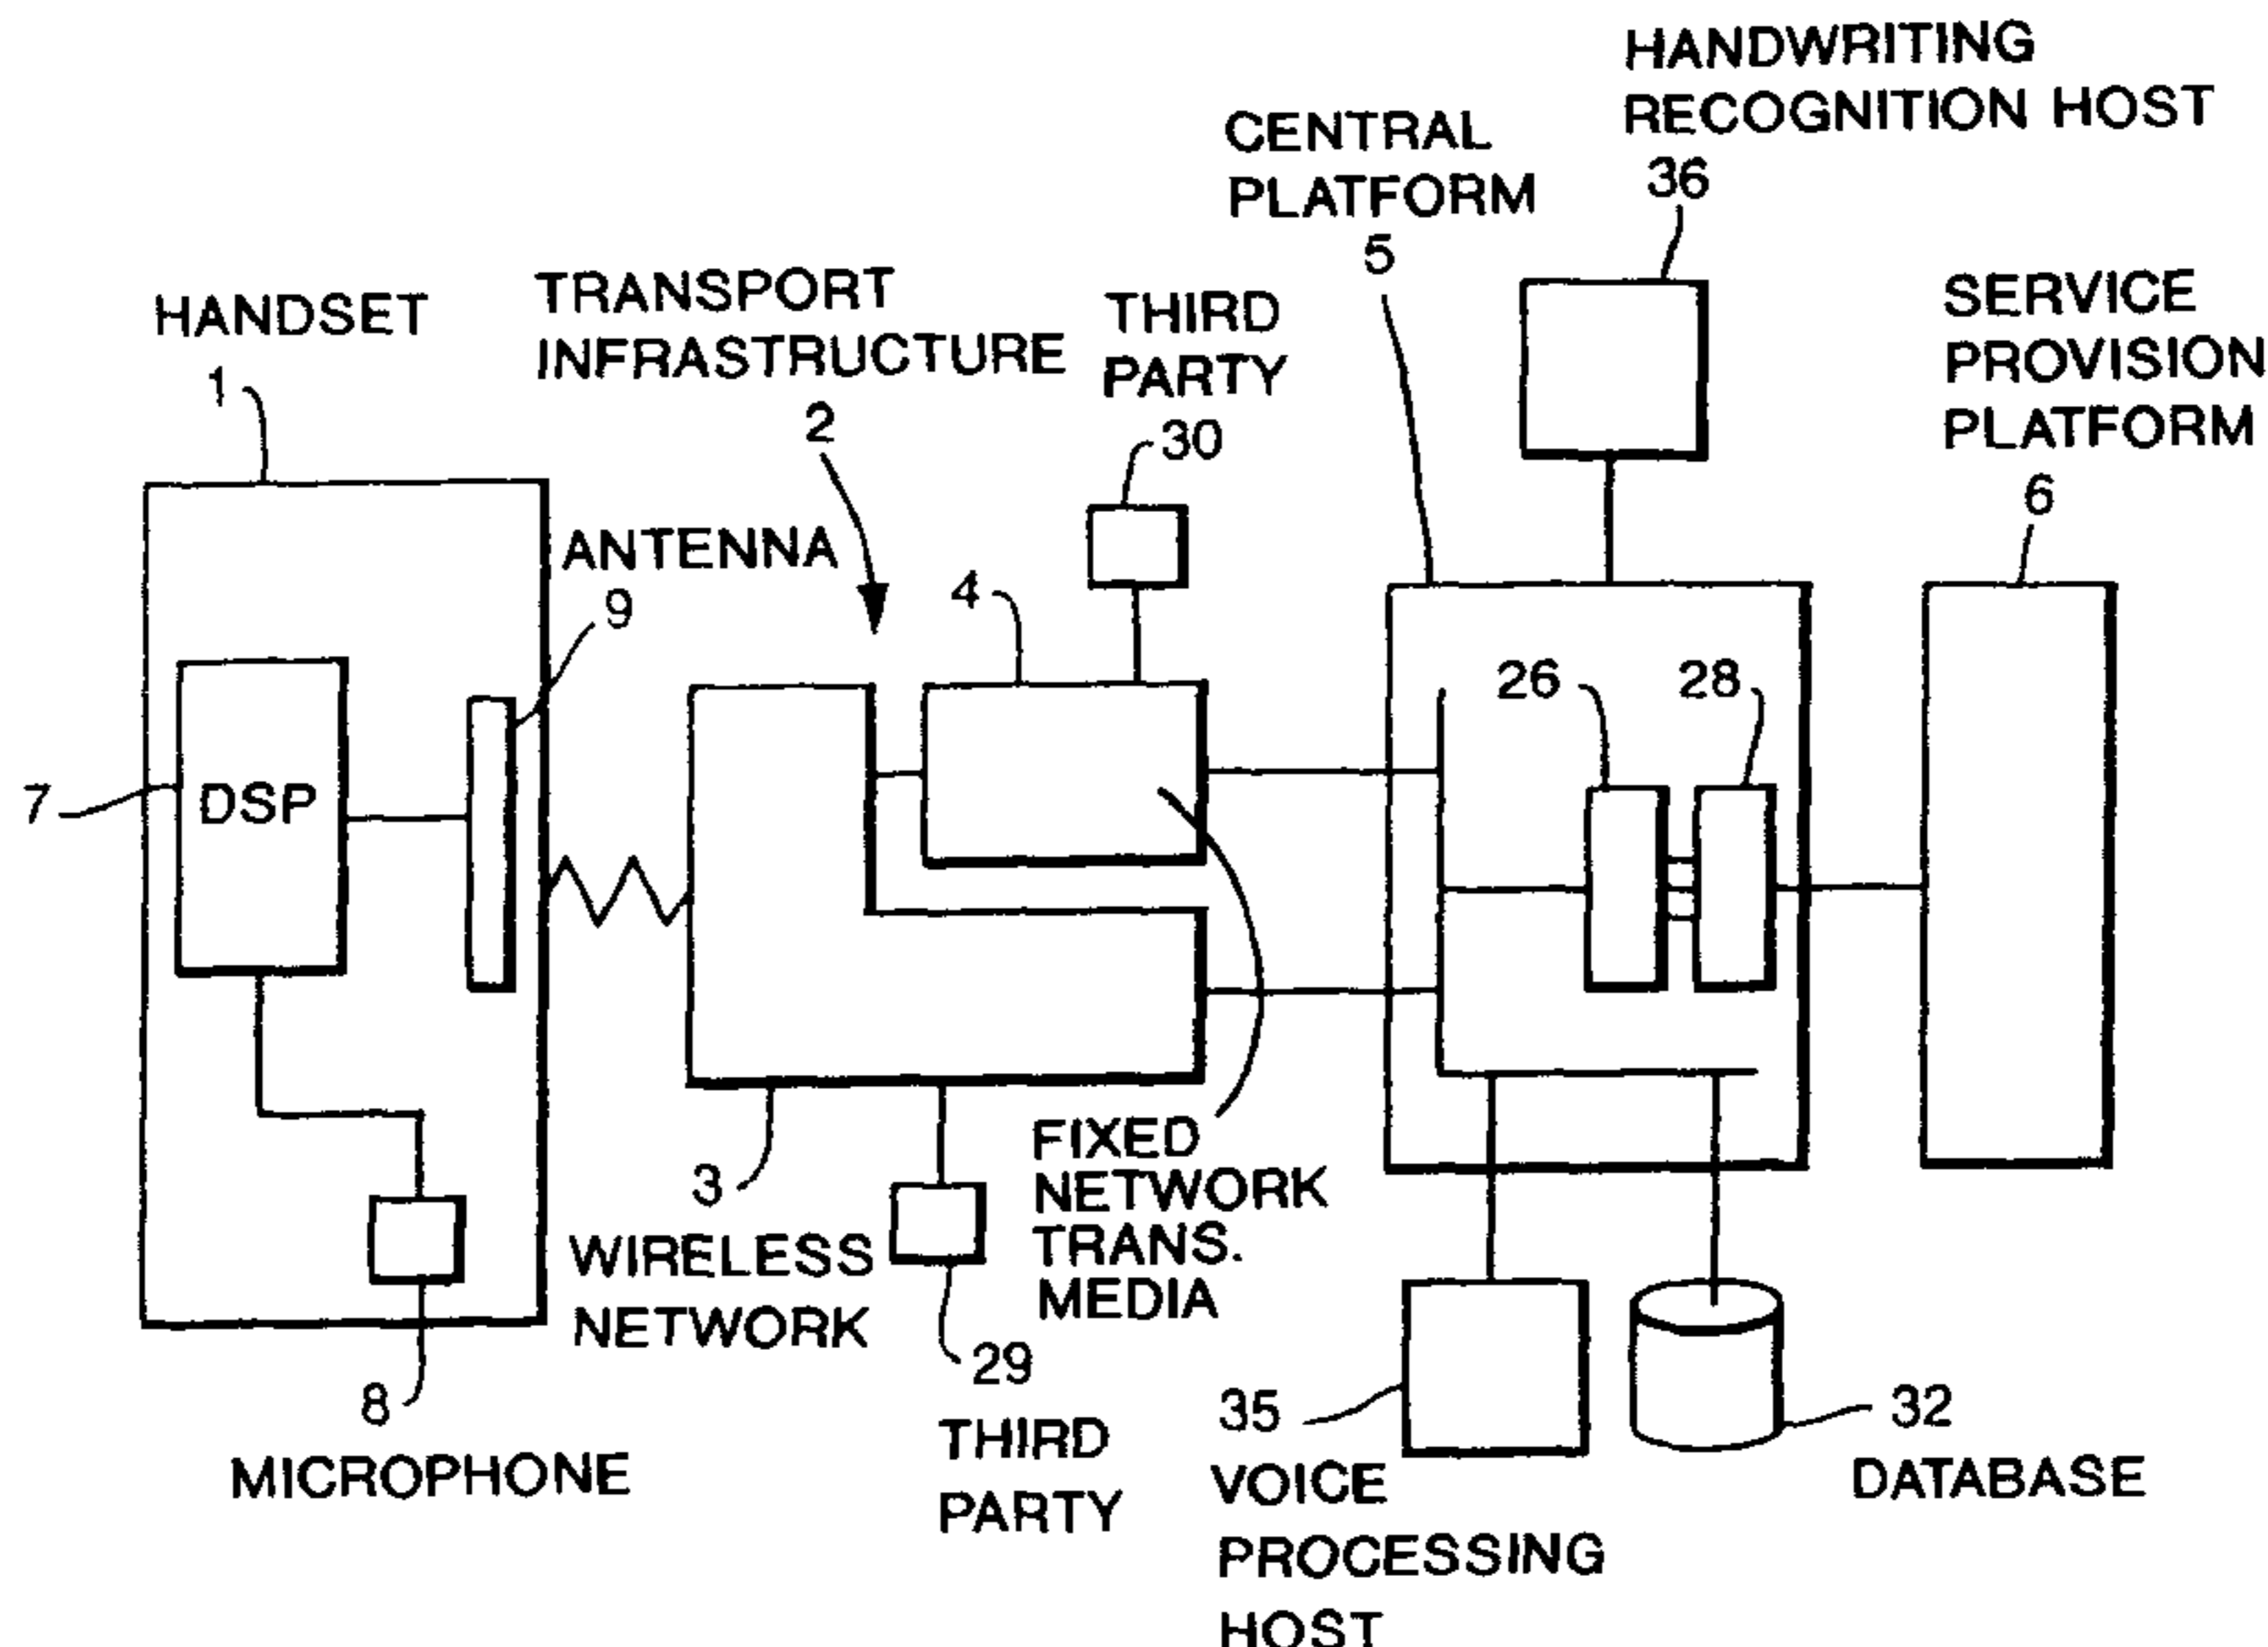 HANDWRITING
RECOGNITION HOST
36
CENTRAL
PLATFORM
5
SERVICE
PROVISION
PLATFORM
6
HANDSET
1
TRANSPORT
INFRASTRUCTURE
2
THIRD
PARTY
30
ANTENNA
9
4
26
28
7
DSP
3
WIRELESS
NETWORK
FIXED
NETWORK
TRANS.
MEDIA
29
THIRD
PARTY
8
MICROPHONE
35
VOICE
PROCESSING
HOST
32
DATABASE